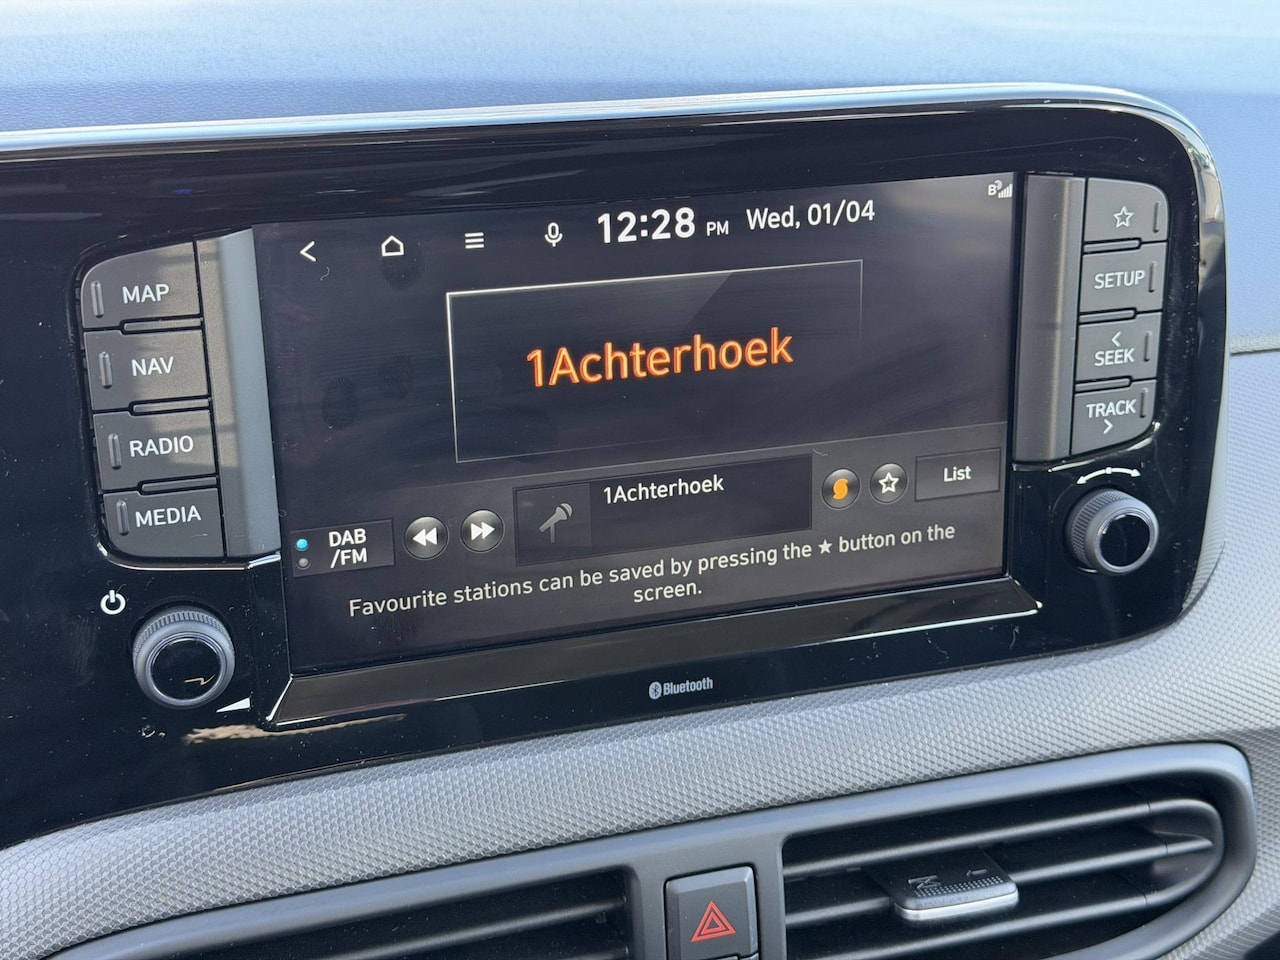 12:28 PM Wed, 01/04
B
1Achterhoek
1Achterhoek
List
DAB
/FM
Favourite stations can be saved by pressing the ★ button on the
screen.
MAP
NAV
RADIO
MEDIA
SETUP
<
SEEK
TRACK
>
Bluetooth